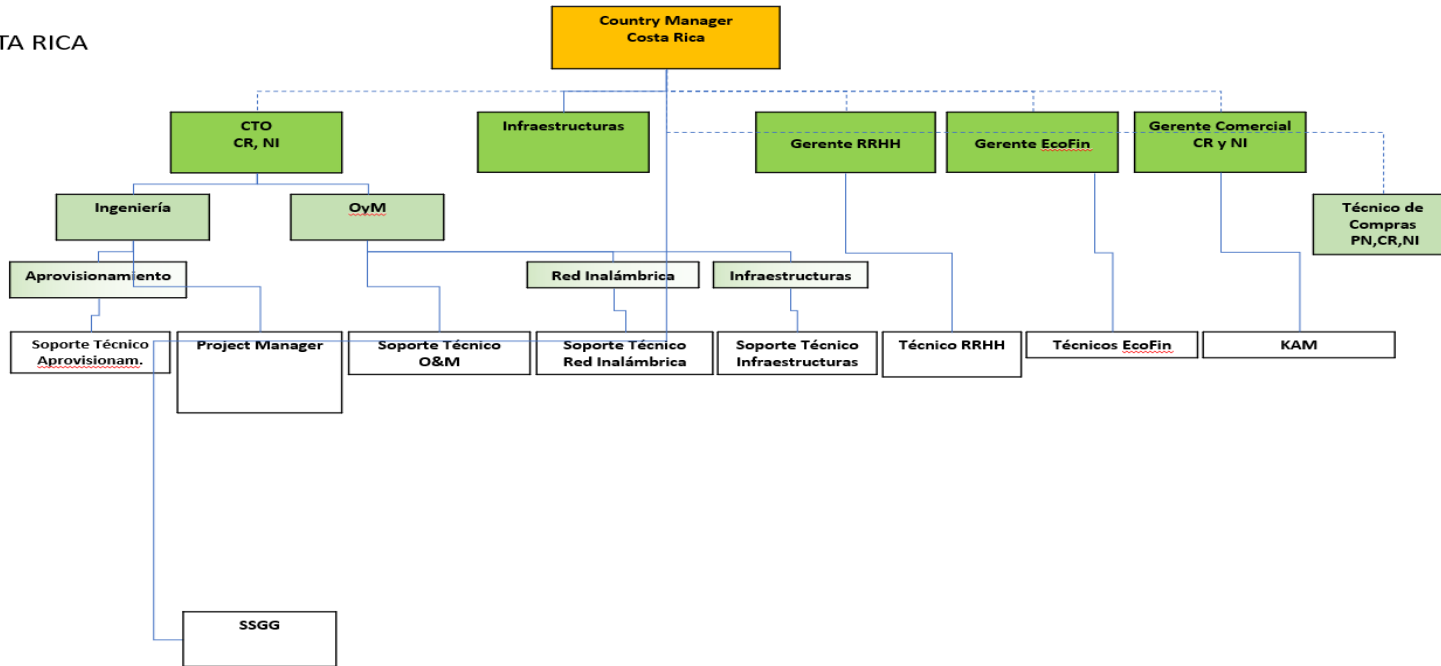 Country Manager
Costa Rica
TA RICA
CTO
CR, NI
Infraestructuras
Gerente RRHH
Gerente EcoFin
Gerente Comercial
CR y NI
Ingeniería
OyM
Técnico de
Compras
PN,CR,NI
Aprovisionamiento
Red Inalámbrica
Infraestructuras
Soporte Técnico
Aprovisionam.
Project Manager
Soporte Técnico
O&M
Soporte Técnico
Red Inalámbrica
Soporte Técnico
Infraestructuras
Técnico RRHH
Técnicos EcoFin
KAM
SSGG